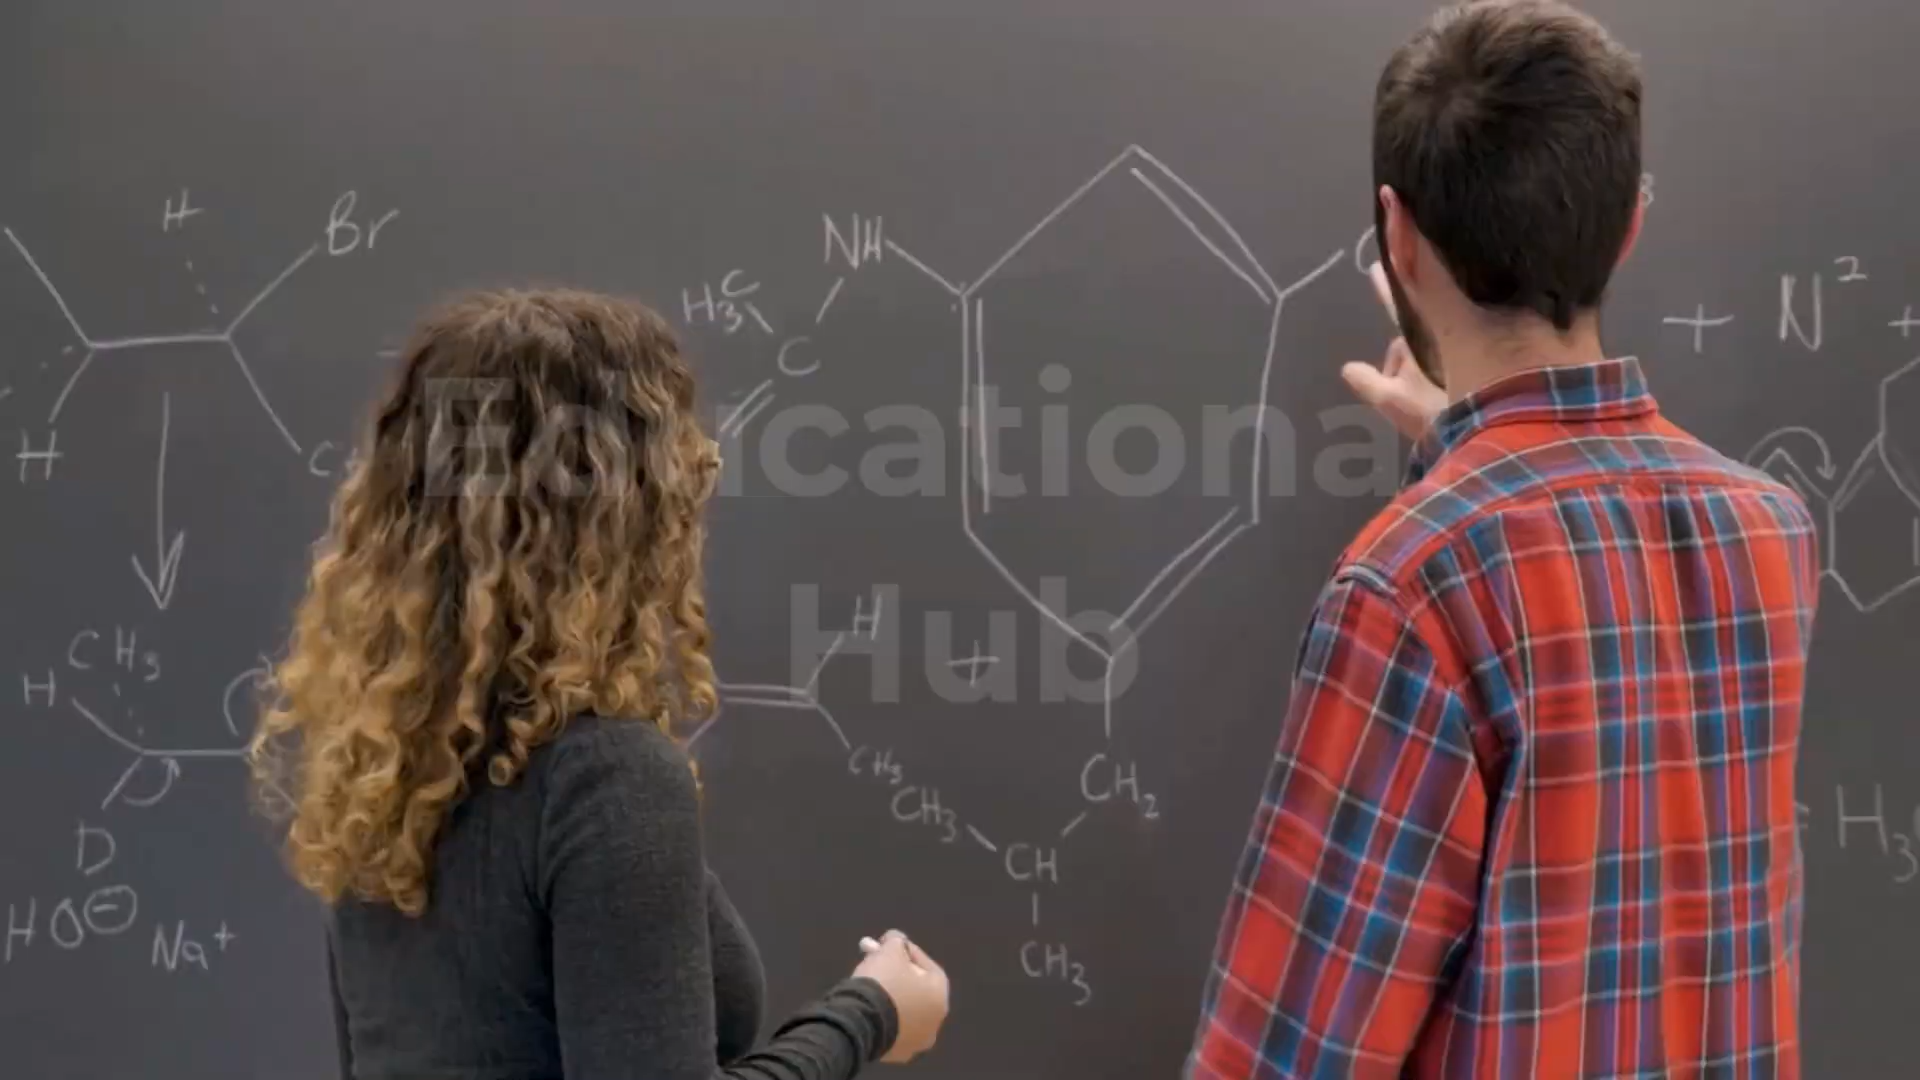 H
Br
NH
H3C
C
N2
+
+
H
CH3
H
H
+
CH3
CH3
CH2
CH
CH3
D
HO⊖
Na+
H3
Educational
Hub